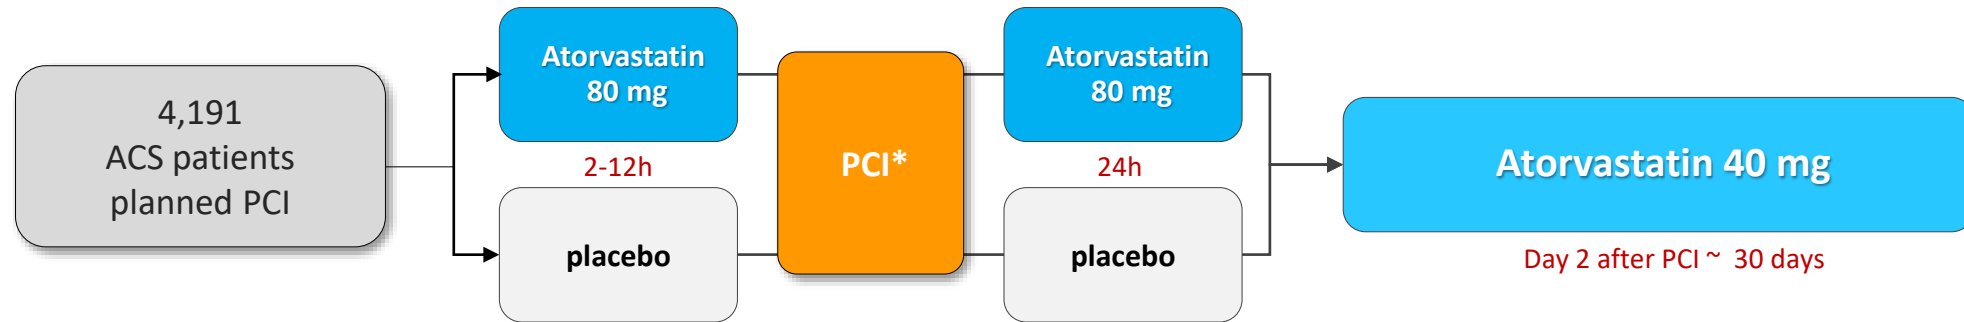 4,191
ACS patients
planned PCI
Atorvastatin
80 mg
2-12h
placebo
PCI*
Atorvastatin
80 mg
24h
placebo
Atorvastatin 40 mg
Day 2 after PCI ~ 30 days